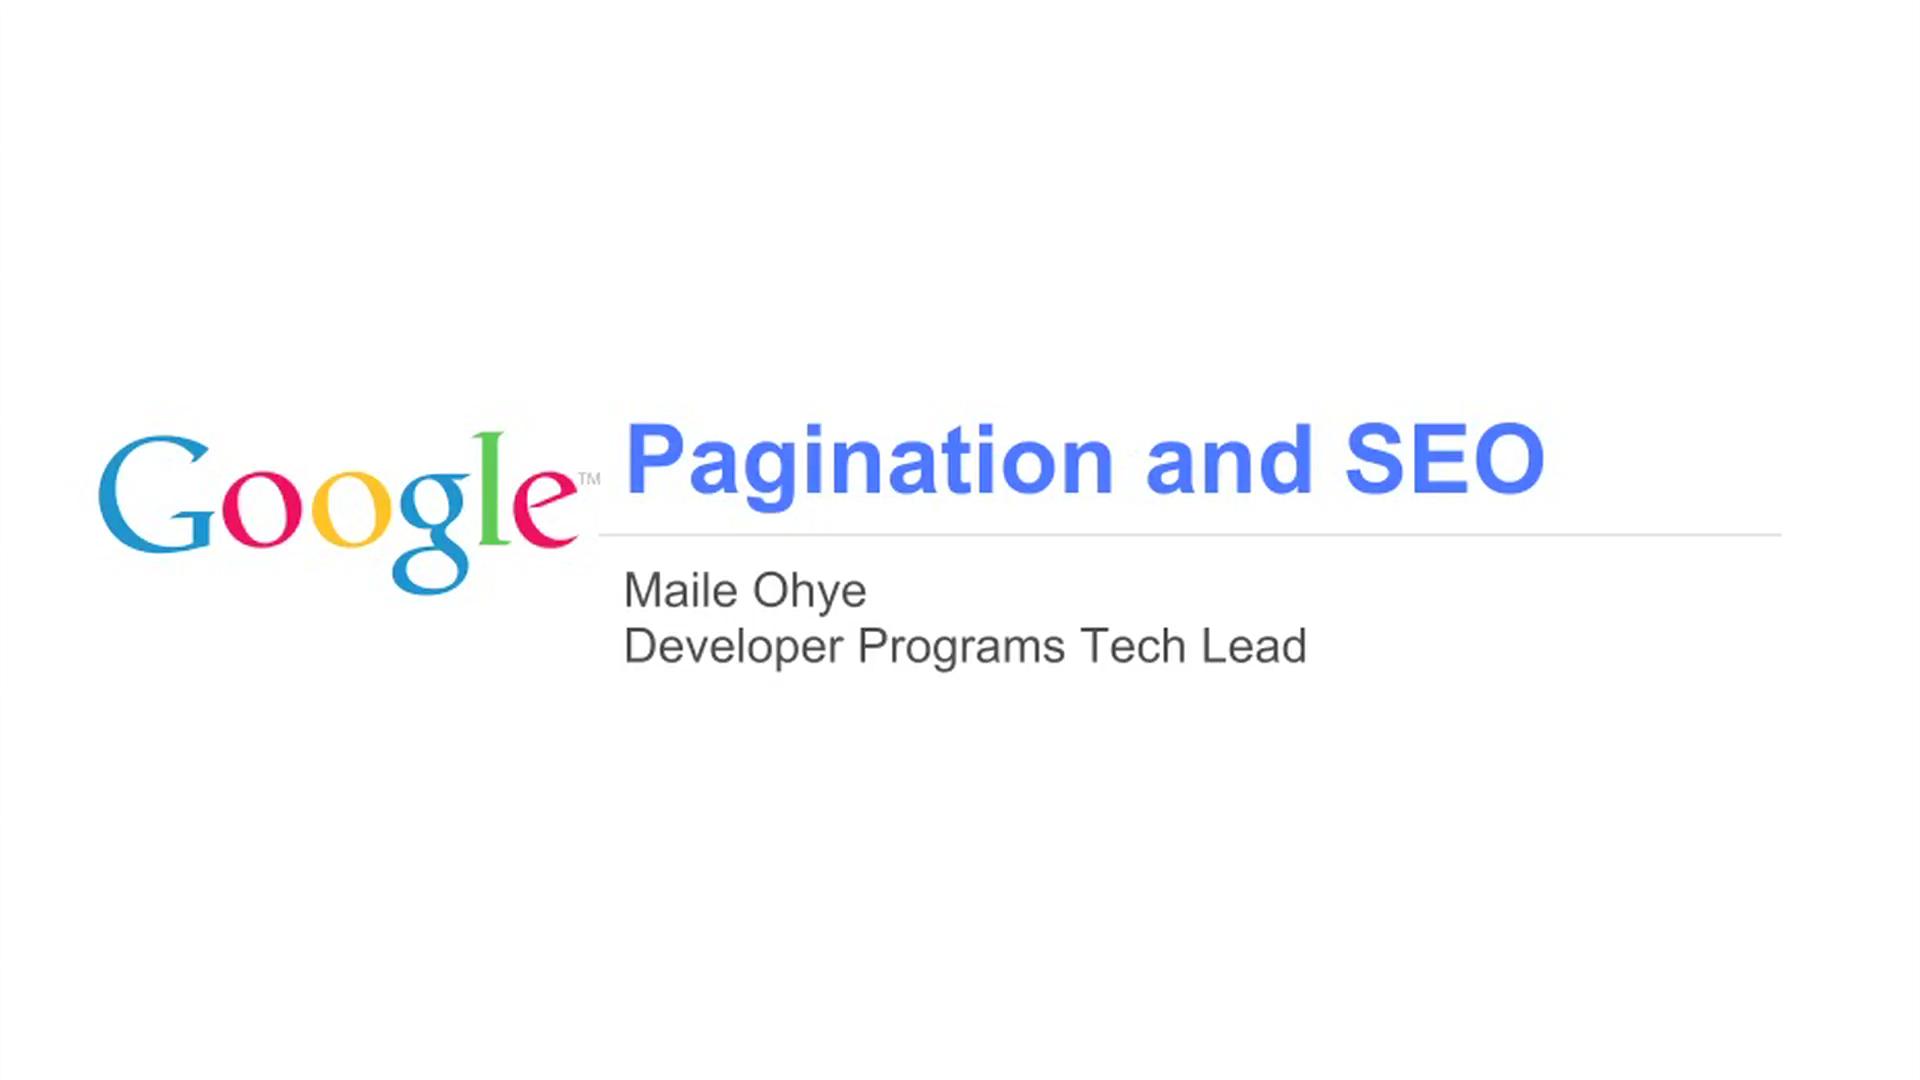 Google™
Pagination and SEO
Maile Ohye
Developer Programs Tech Lead